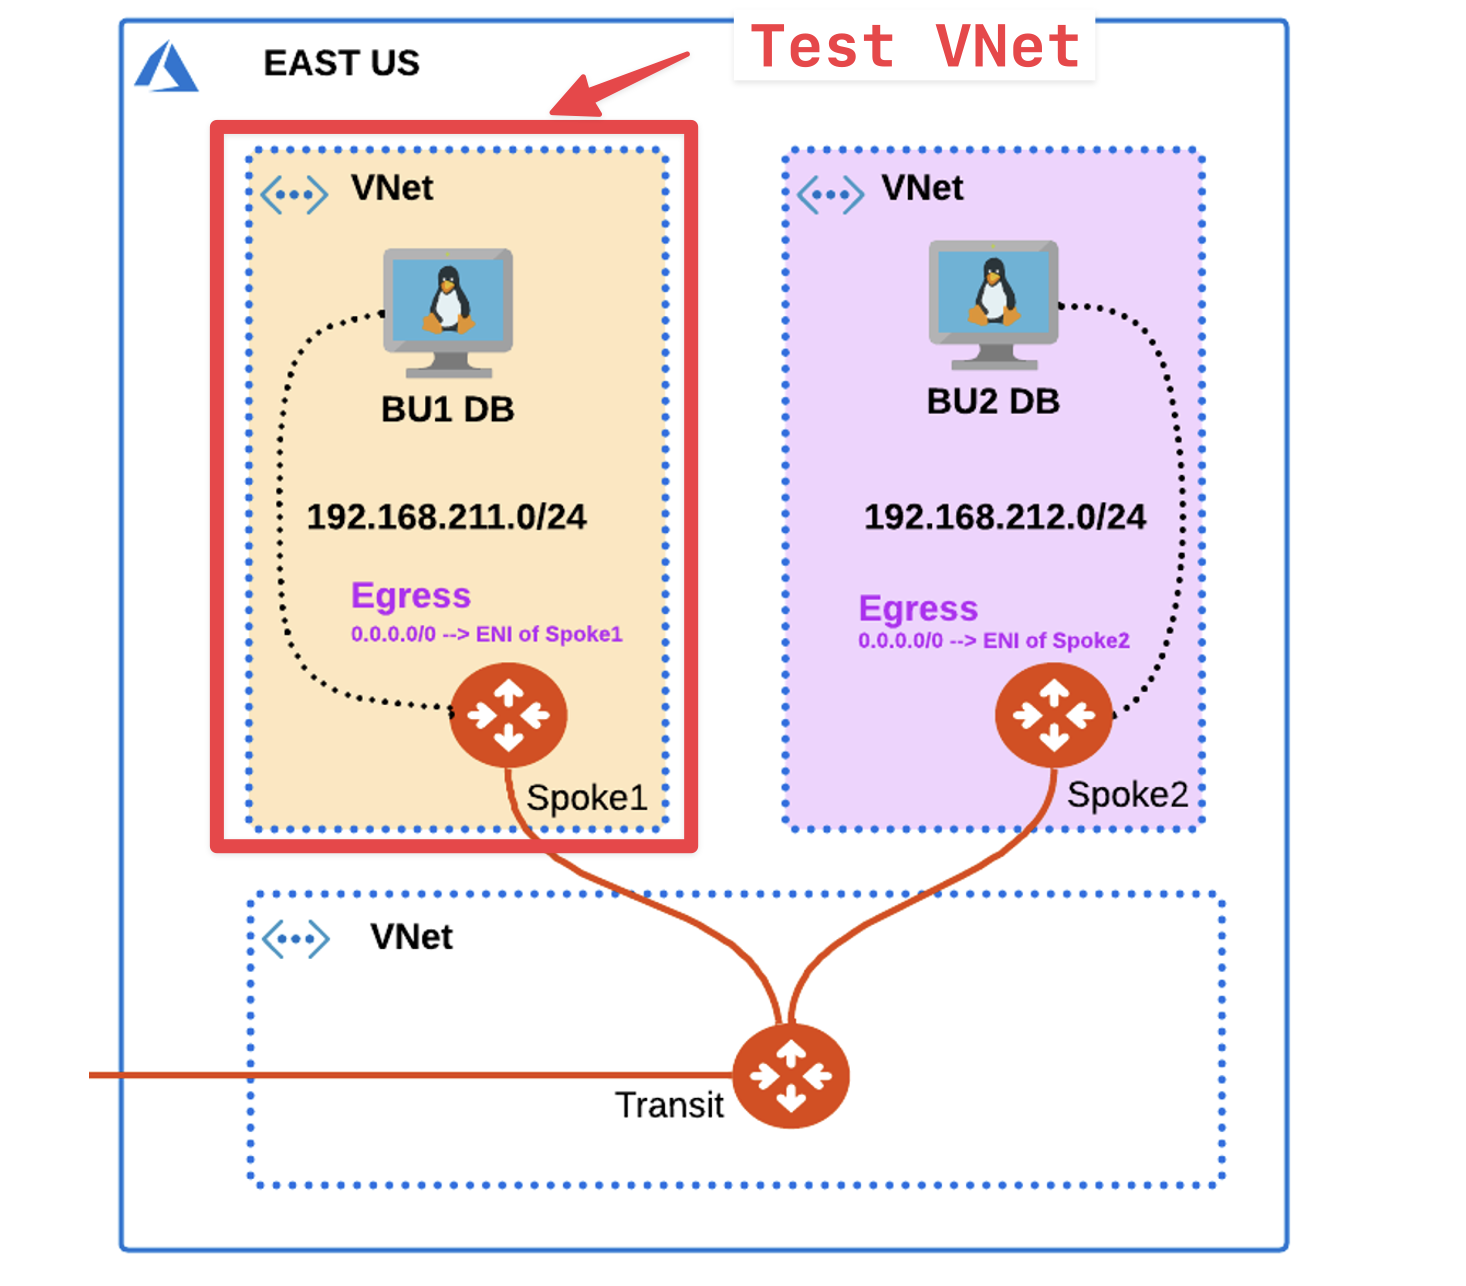 Test VNet
EAST US
VNet
BU1 DB
192.168.211.0/24
Egress
0.0.0.0/0 --> ENI of Spoke1
Spoke1
VNet
BU2 DB
192.168.212.0/24
Egress
0.0.0.0/0 --> ENI of Spoke2
Spoke2
VNet
Transit